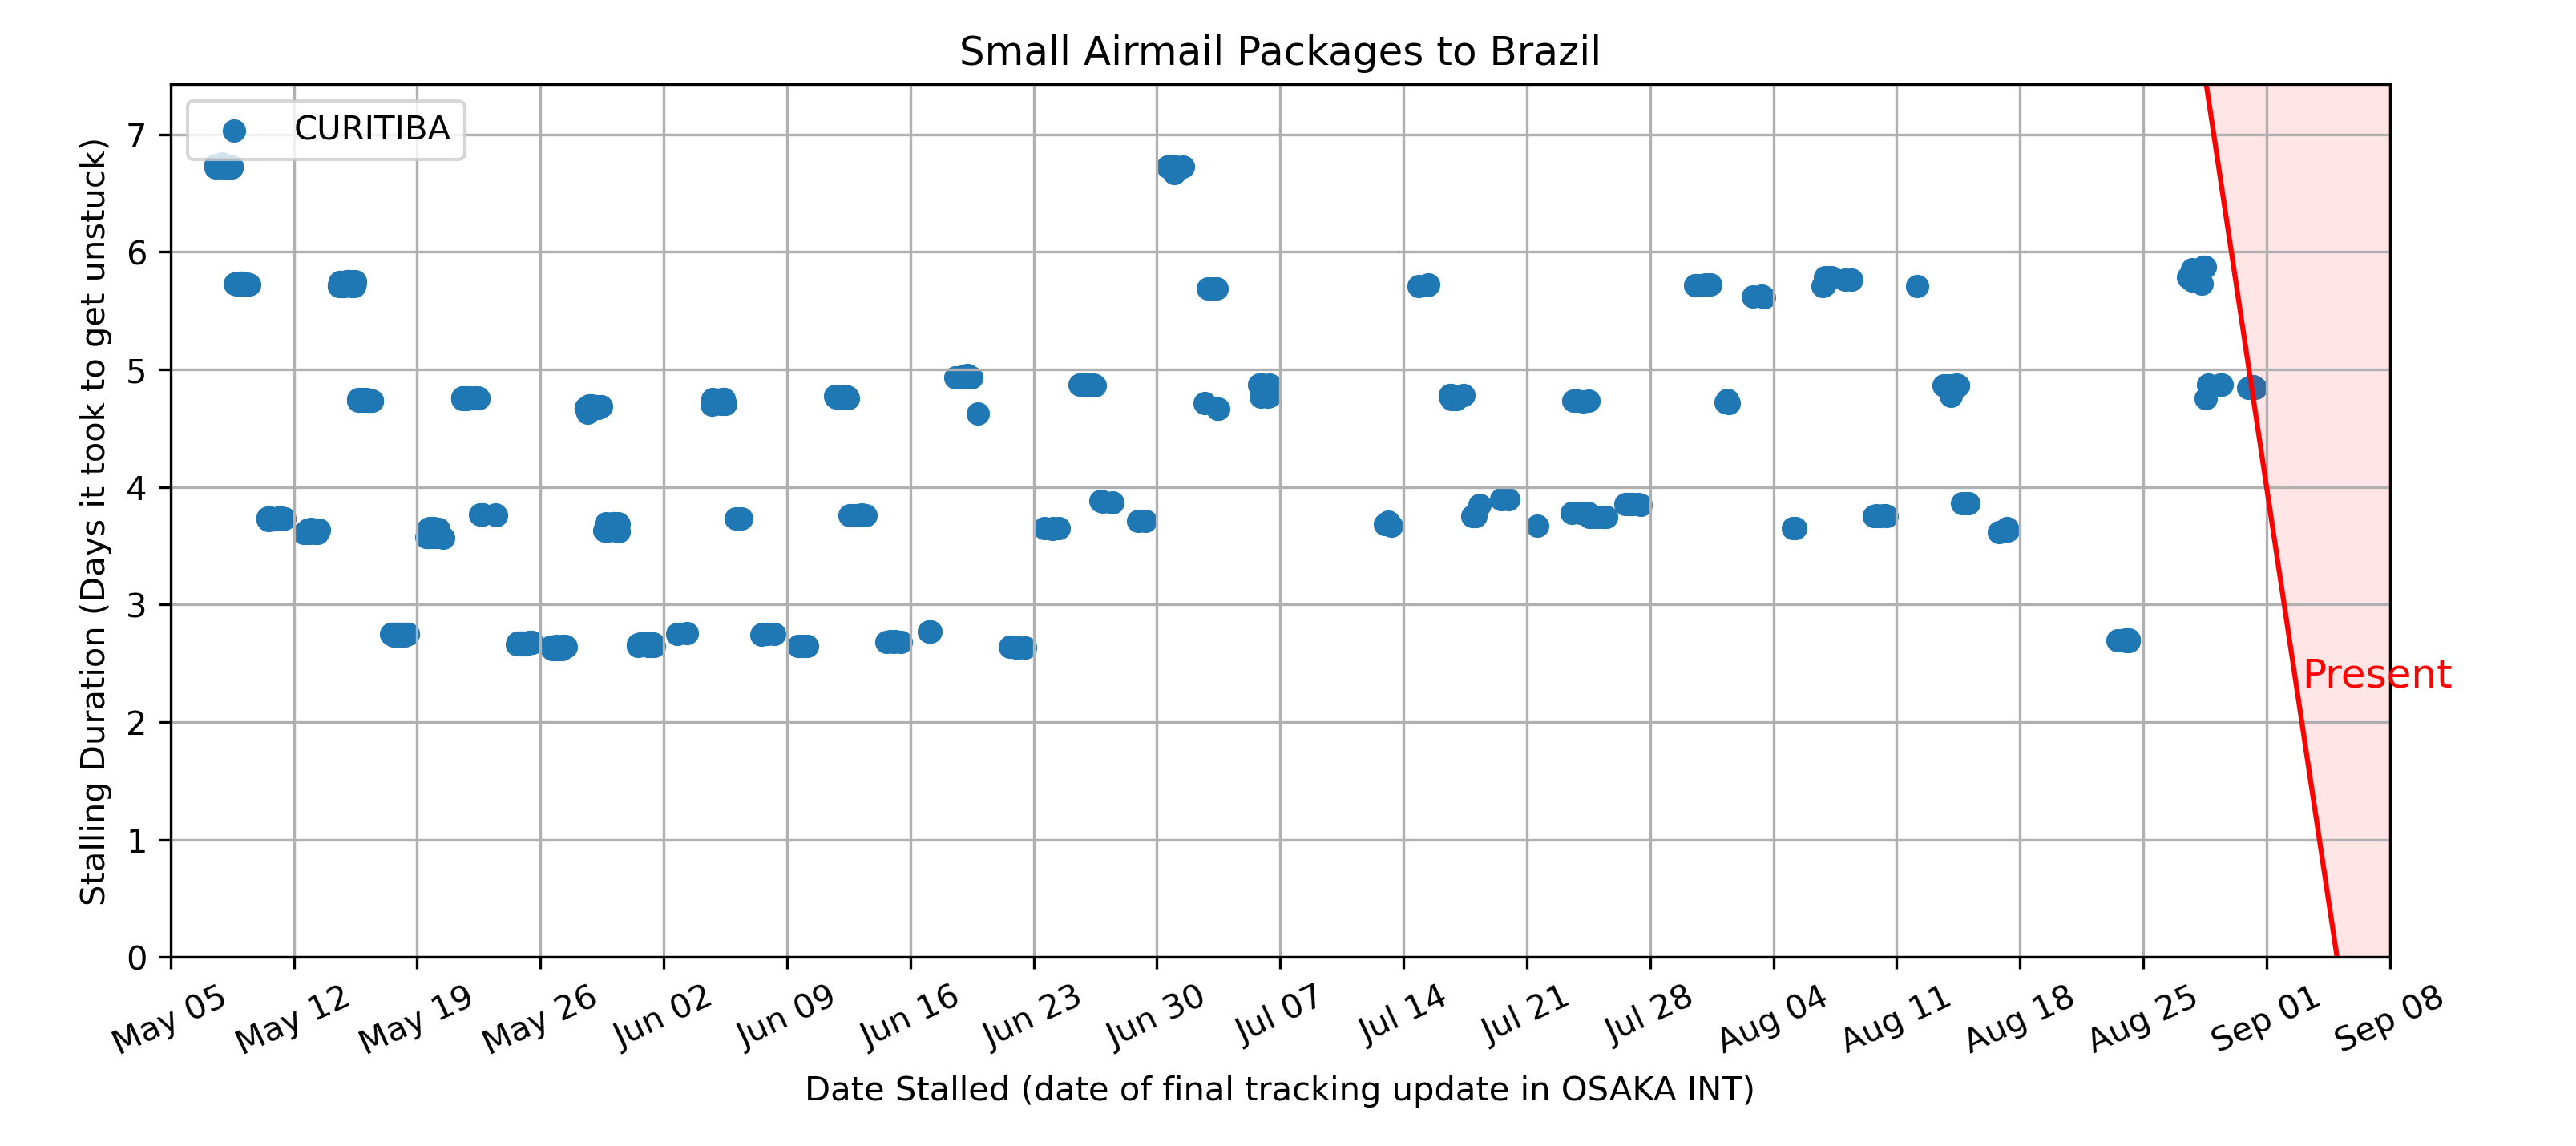 Small Airmail Packages to Brazil
CURITIBA
Stalling Duration (Days it took to get unstuck)
7
6
5
4
3
2
1
0
Present
May 05
May 12
May 19
May 26
Jun 02
Jun 09
Jun 16
Jun 23
Jun 30
Jul 07
Jul 14
Jul 21
Jul 28
Aug 04
Aug 11
Aug 18
Aug 25
Sep 01
Sep 08
Date Stalled (date of final tracking update in OSAKA INT)